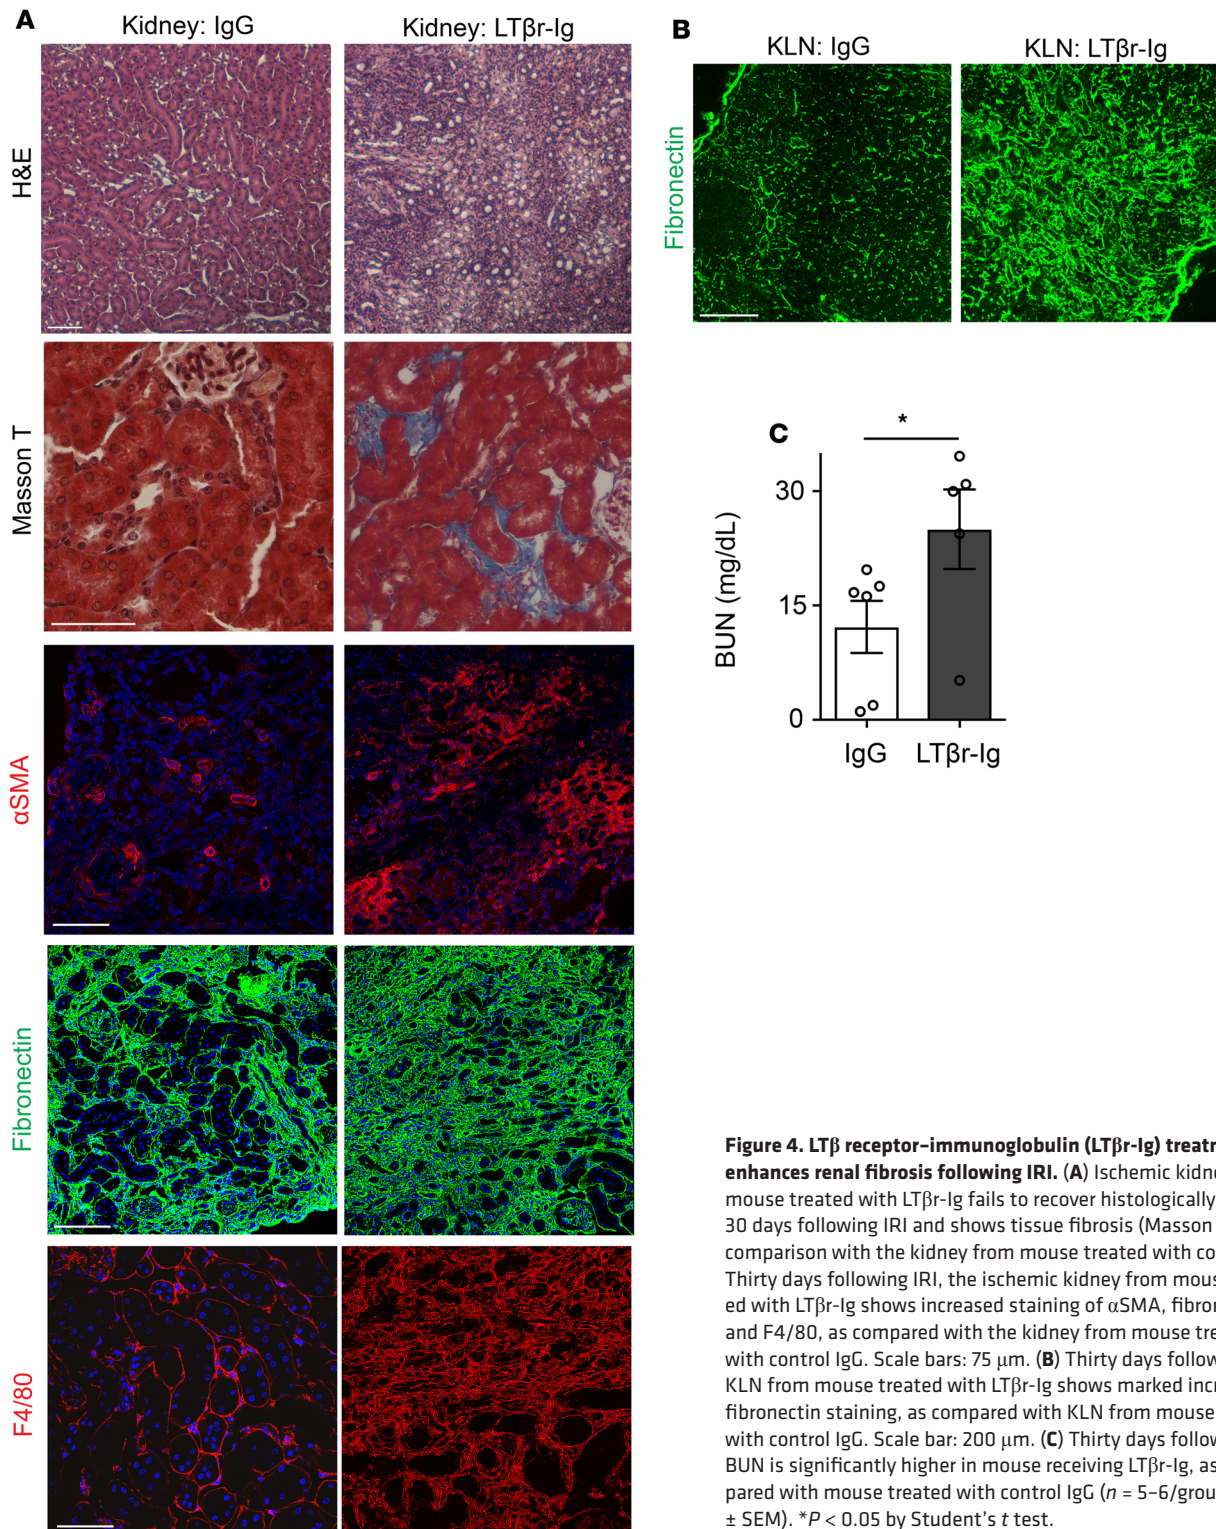 A
Kidney: IgG
Kidney: LTβr-Ig
H&E
Masson T
αSMA
Fibronectin
F4/80
B
KLN: IgG
KLN: LTβr-Ig
Fibronectin
C
*
BUN (mg/dL)
30
15
0
IgG
LTβr-Ig
Figure 4. LTβ receptor–immunoglobulin (LTβr-Ig) treatm
enhances renal fibrosis following IRI. (A) Ischemic kidne
mouse treated with LTβr-Ig fails to recover histologically
30 days following IRI and shows tissue fibrosis (Masson
comparison with the kidney from mouse treated with co
Thirty days following IRI, the ischemic kidney from mous
ed with LTβr-Ig shows increased staining of αSMA, fibron
and F4/80, as compared with the kidney from mouse tre
with control IgG. Scale bars: 75 μm. (B) Thirty days follow
KLN from mouse treated with LTβr-Ig shows marked incr
fibronectin staining, as compared with KLN from mouse
with control IgG. Scale bar: 200 μm. (C) Thirty days follow
BUN is significantly higher in mouse receiving LTβr-Ig, as
pared with mouse treated with control IgG (n = 5–6/group
± SEM). *P < 0.05 by Student's t test.